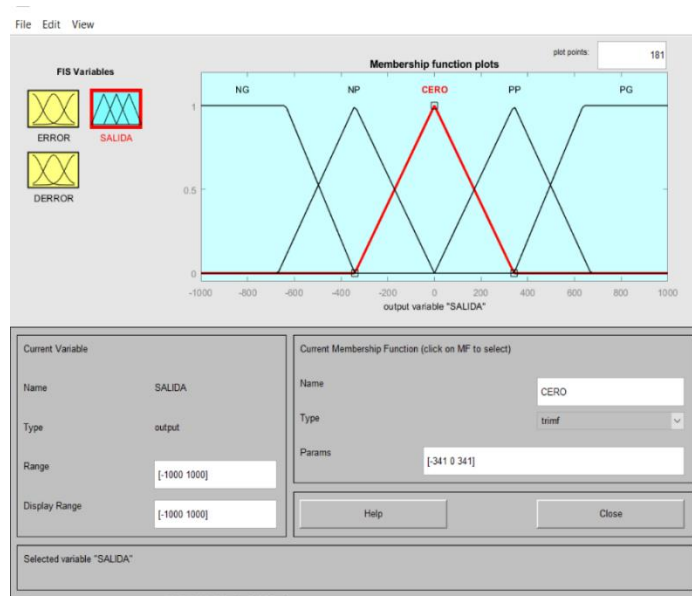 File Edit View
FIS Variables
ERROR
SALIDA
DERROR
plot points:
181
Membership function plots
NG
NP
CERO
PP
PG
1
0.5
0
-1000
-800
-600
-400
-200
0
200
400
600
800
1000
output variable "SALIDA"
Current Variable
Name
SALIDA
Type
output
Range
[-1000 1000]
Display Range
[-1000 1000]
Current Membership Function (click on MF to select)
Name
CERO
Type
trimf
Params
[-341 0 341]
Help
Close
Selected variable "SALIDA"